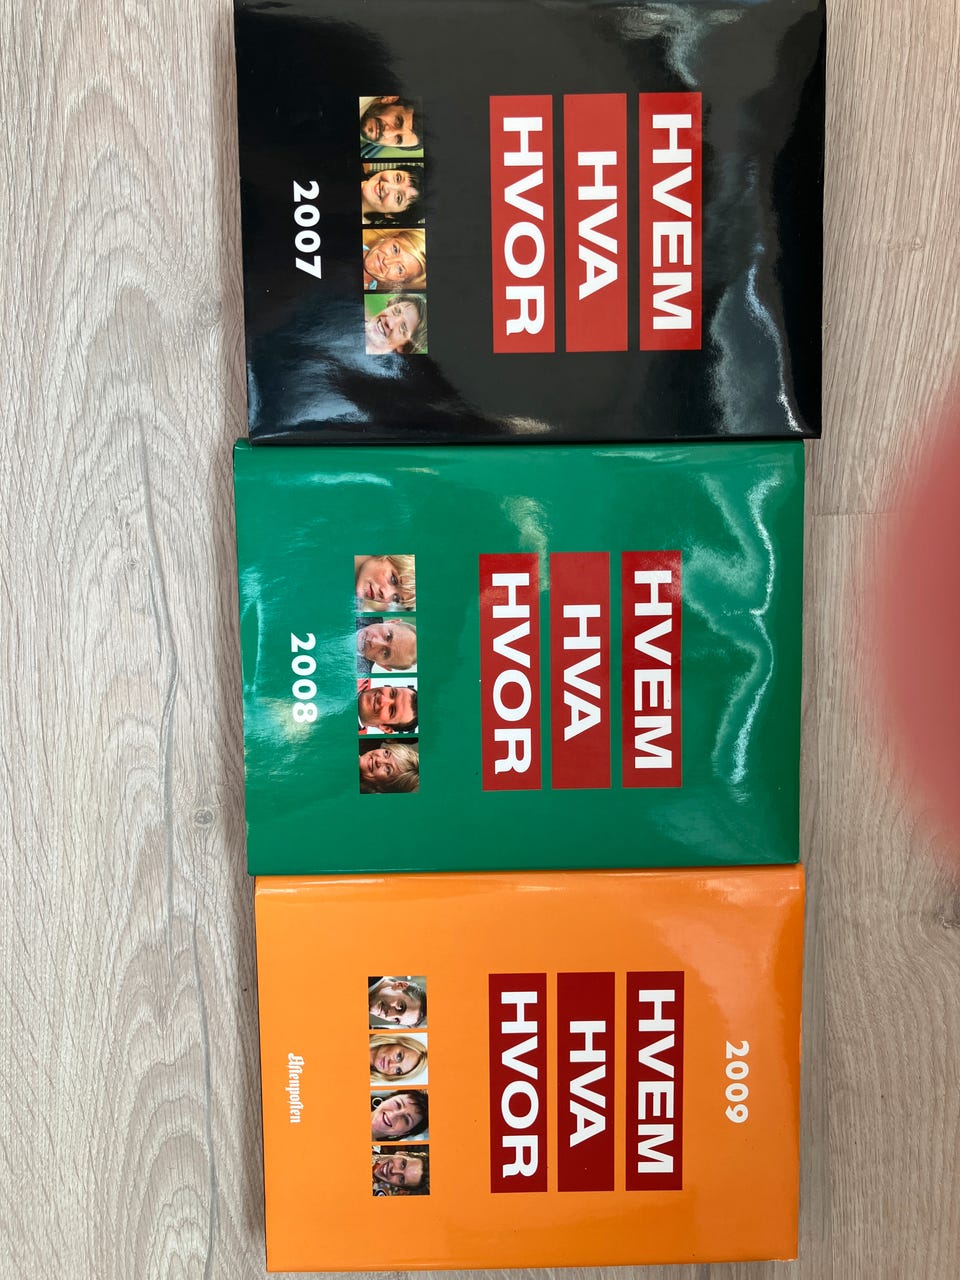 HVEM
HVA
HVOR
2007
HVEM
HVA
HVOR
2008
2009
HVEM
HVA
HVOR
Aftenposten